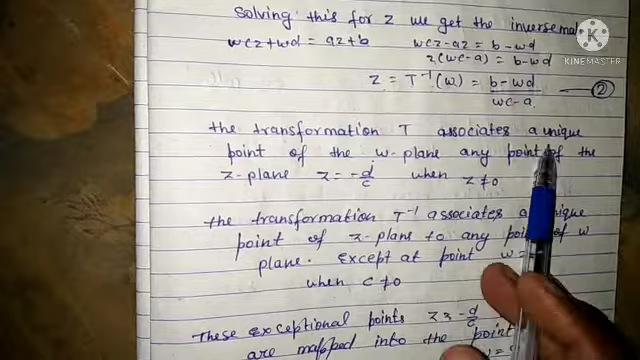 Solving this for z we get the inverse
wcz+wd = az+b
wcz-az = b-wd
z(wc-a) = b-wd
z = T⁻¹(w) = b-wd / wc-a. —②
the transformation T associates a unique
point of the w-plane any point of the
z-plane z = -d/c when z≠0
the transformation T⁻¹ associates a unique
point of z-plane to any point of w
plane. Except at point w=
when c≠0
These exceptional points z = -d/c
are mapped into the point
KINEMASTER